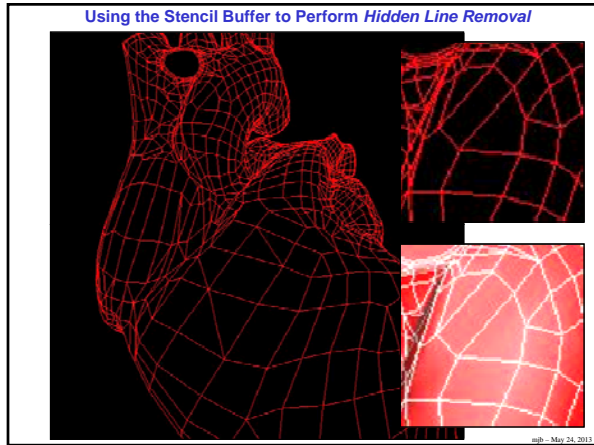 Using the Stencil Buffer to Perform Hidden Line Removal
mjb – May 24, 2013